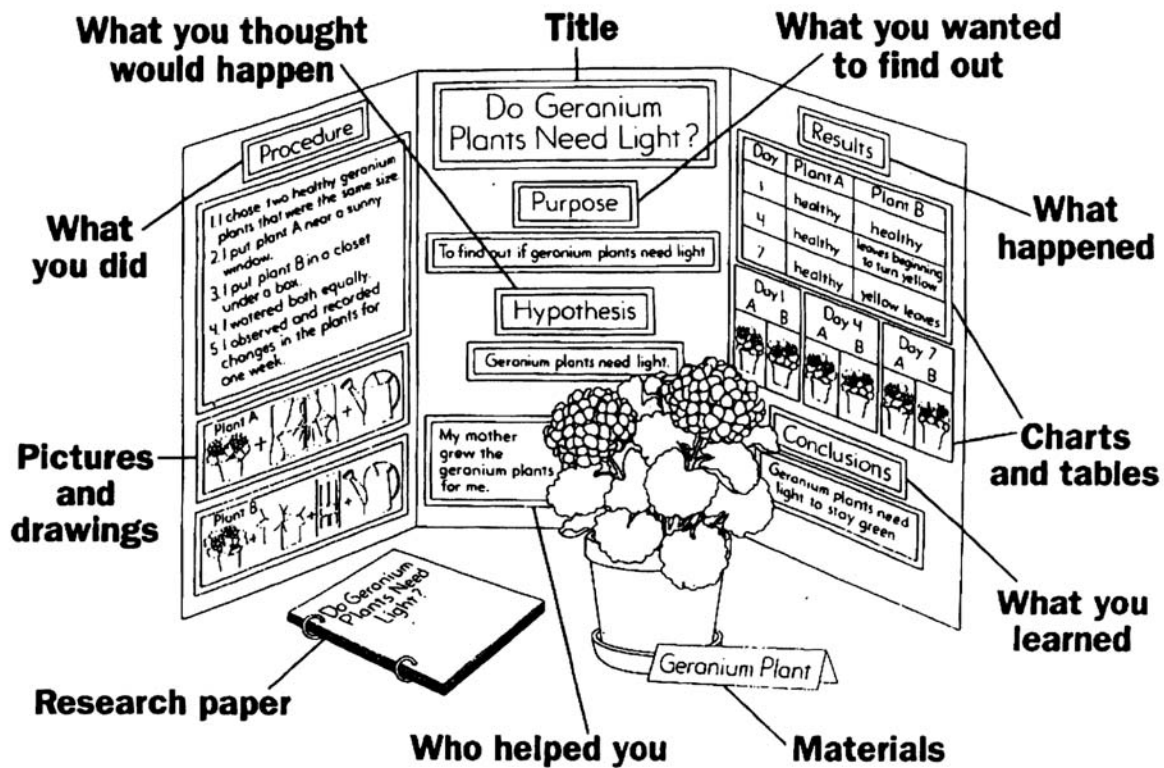 What you thought
would happen
Title
What you wanted
to find out
Procedure
1. I chose two healthy geranium
plants that were the same size
2. I put plant A near a sunny
window.
3. I put plant B in a closet
under a box.
4. I watered both equally.
5. I observed and recorded
changes in the plants for
one week.
What
you did
Plant A
Plant B
Pictures
and
drawings
Do Geranium
Plants Need Light?
Purpose
To find out if geranium plants need light
Hypothesis
Geranium plants need light.
My mother
grew the
geranium plants
for me.
Results
Day Plant A Plant B
1 healthy healthy
4 healthy leaves beginning
to turn yellow
7 healthy yellow leaves
Day 1
A B
Day 4
A B
Day 7
A B
What
happened
Charts
and tables
Conclusions
Geranium plants need
light to stay green
What you
learned
Do Geranium
Plants Need
Light?
Geranium Plant
Research paper
Who helped you
Materials